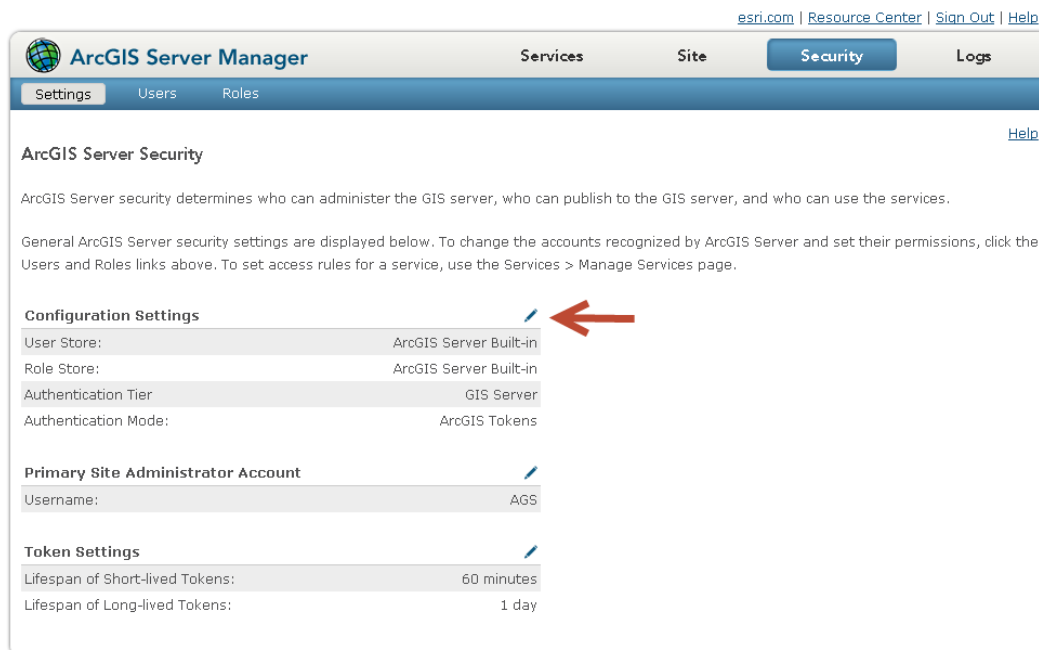 esri.com | Resource Center | Sign Out | Help
ArcGIS Server Manager Services Site Security Logs
Settings Users Roles
Help
ArcGIS Server Security
ArcGIS Server security determines who can administer the GIS server, who can publish to the GIS server, and who can use the services.
General ArcGIS Server security settings are displayed below. To change the accounts recognized by ArcGIS Server and set their permissions, click the
Users and Roles links above. To set access rules for a service, use the Services > Manage Services page.
Configuration Settings
User Store: ArcGIS Server Built-in
Role Store: ArcGIS Server Built-in
Authentication Tier GIS Server
Authentication Mode: ArcGIS Tokens
Primary Site Administrator Account
Username: AGS
Token Settings
Lifespan of Short-lived Tokens: 60 minutes
Lifespan of Long-lived Tokens: 1 day